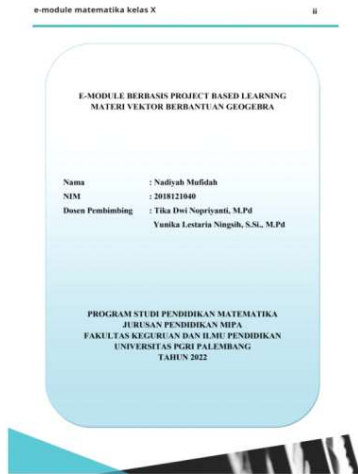 e-module matematika kelas X ii
E-MODULE BERBASIS PROJECT BASED LEARNING
MATERI VEKTOR BERBANTUAN GEOGEBRA
Nama : Nadiyah Mufidah
NIM : 2018121040
Dosen Pembimbing : Tika Dwi Nopriyanti, M.Pd
Yunika Lestaria Ningsih, S.Si., M.Pd
PROGRAM STUDI PENDIDIKAN MATEMATIKA
JURUSAN PENDIDIKAN MIPA
FAKULTAS KEGURUAN DAN ILMU PENDIDIKAN
UNIVERSITAS PGRI PALEMBANG
TAHUN 2022